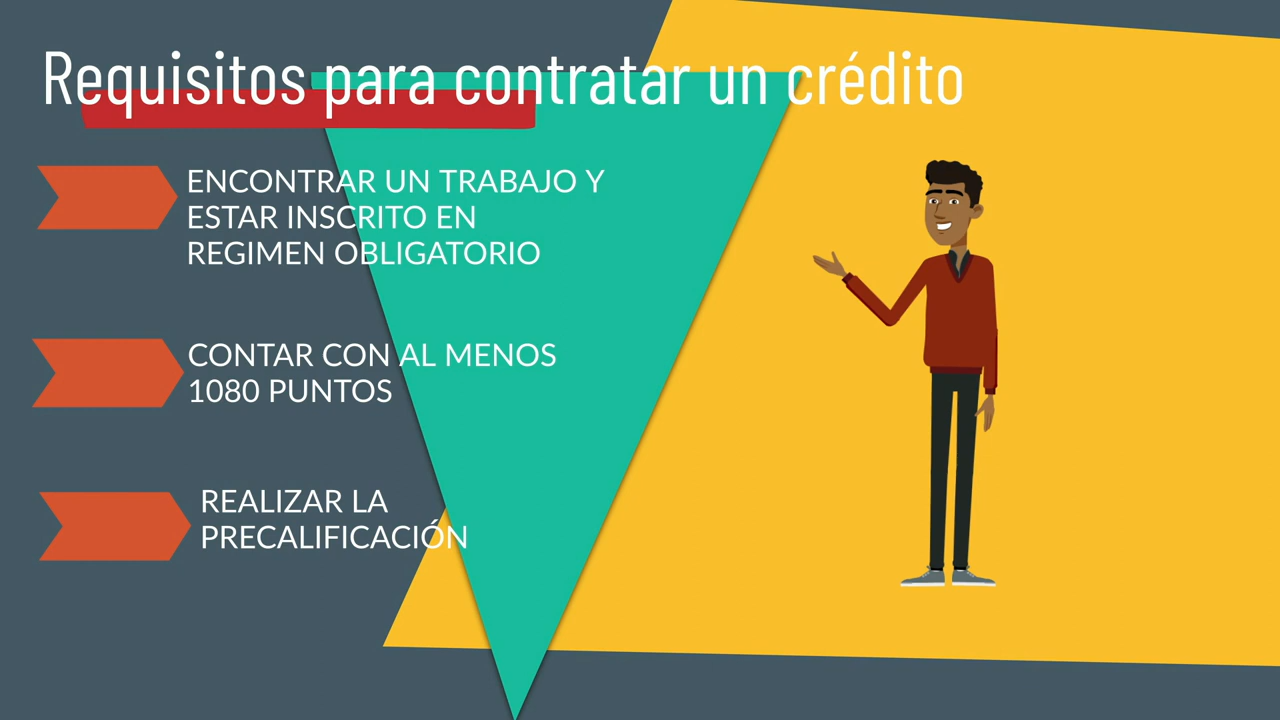 Requisitos para contratar un crédito
ENCONTRAR UN TRABAJO Y
ESTAR INSCRITO EN
REGIMEN OBLIGATORIO
CONTAR CON AL MENOS
1080 PUNTOS
REALIZAR LA
PRECALIFICACIÓN